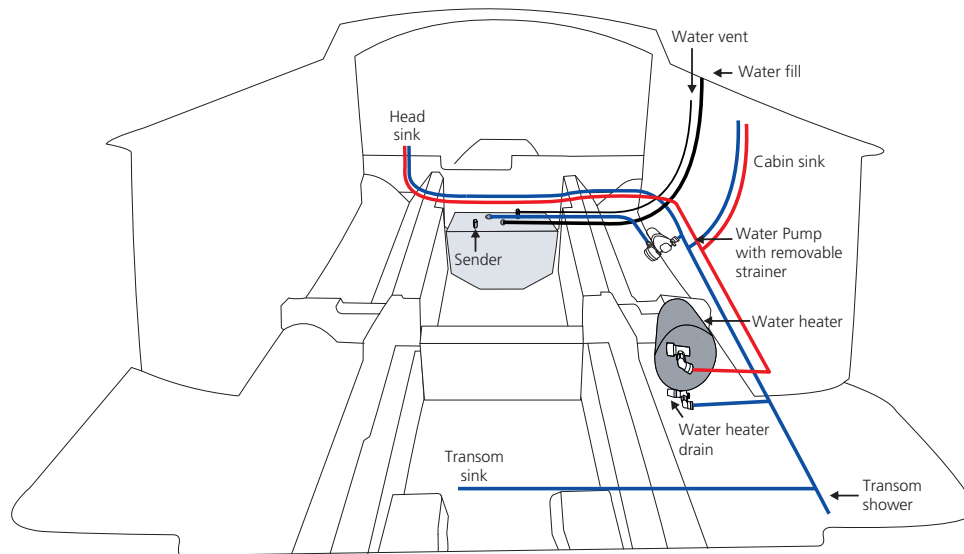 Water vent
Water fill
Head
sink
Cabin sink
Water Pump
with removable
strainer
Sender
Water heater
Water heater
drain
Transom
sink
Transom
shower